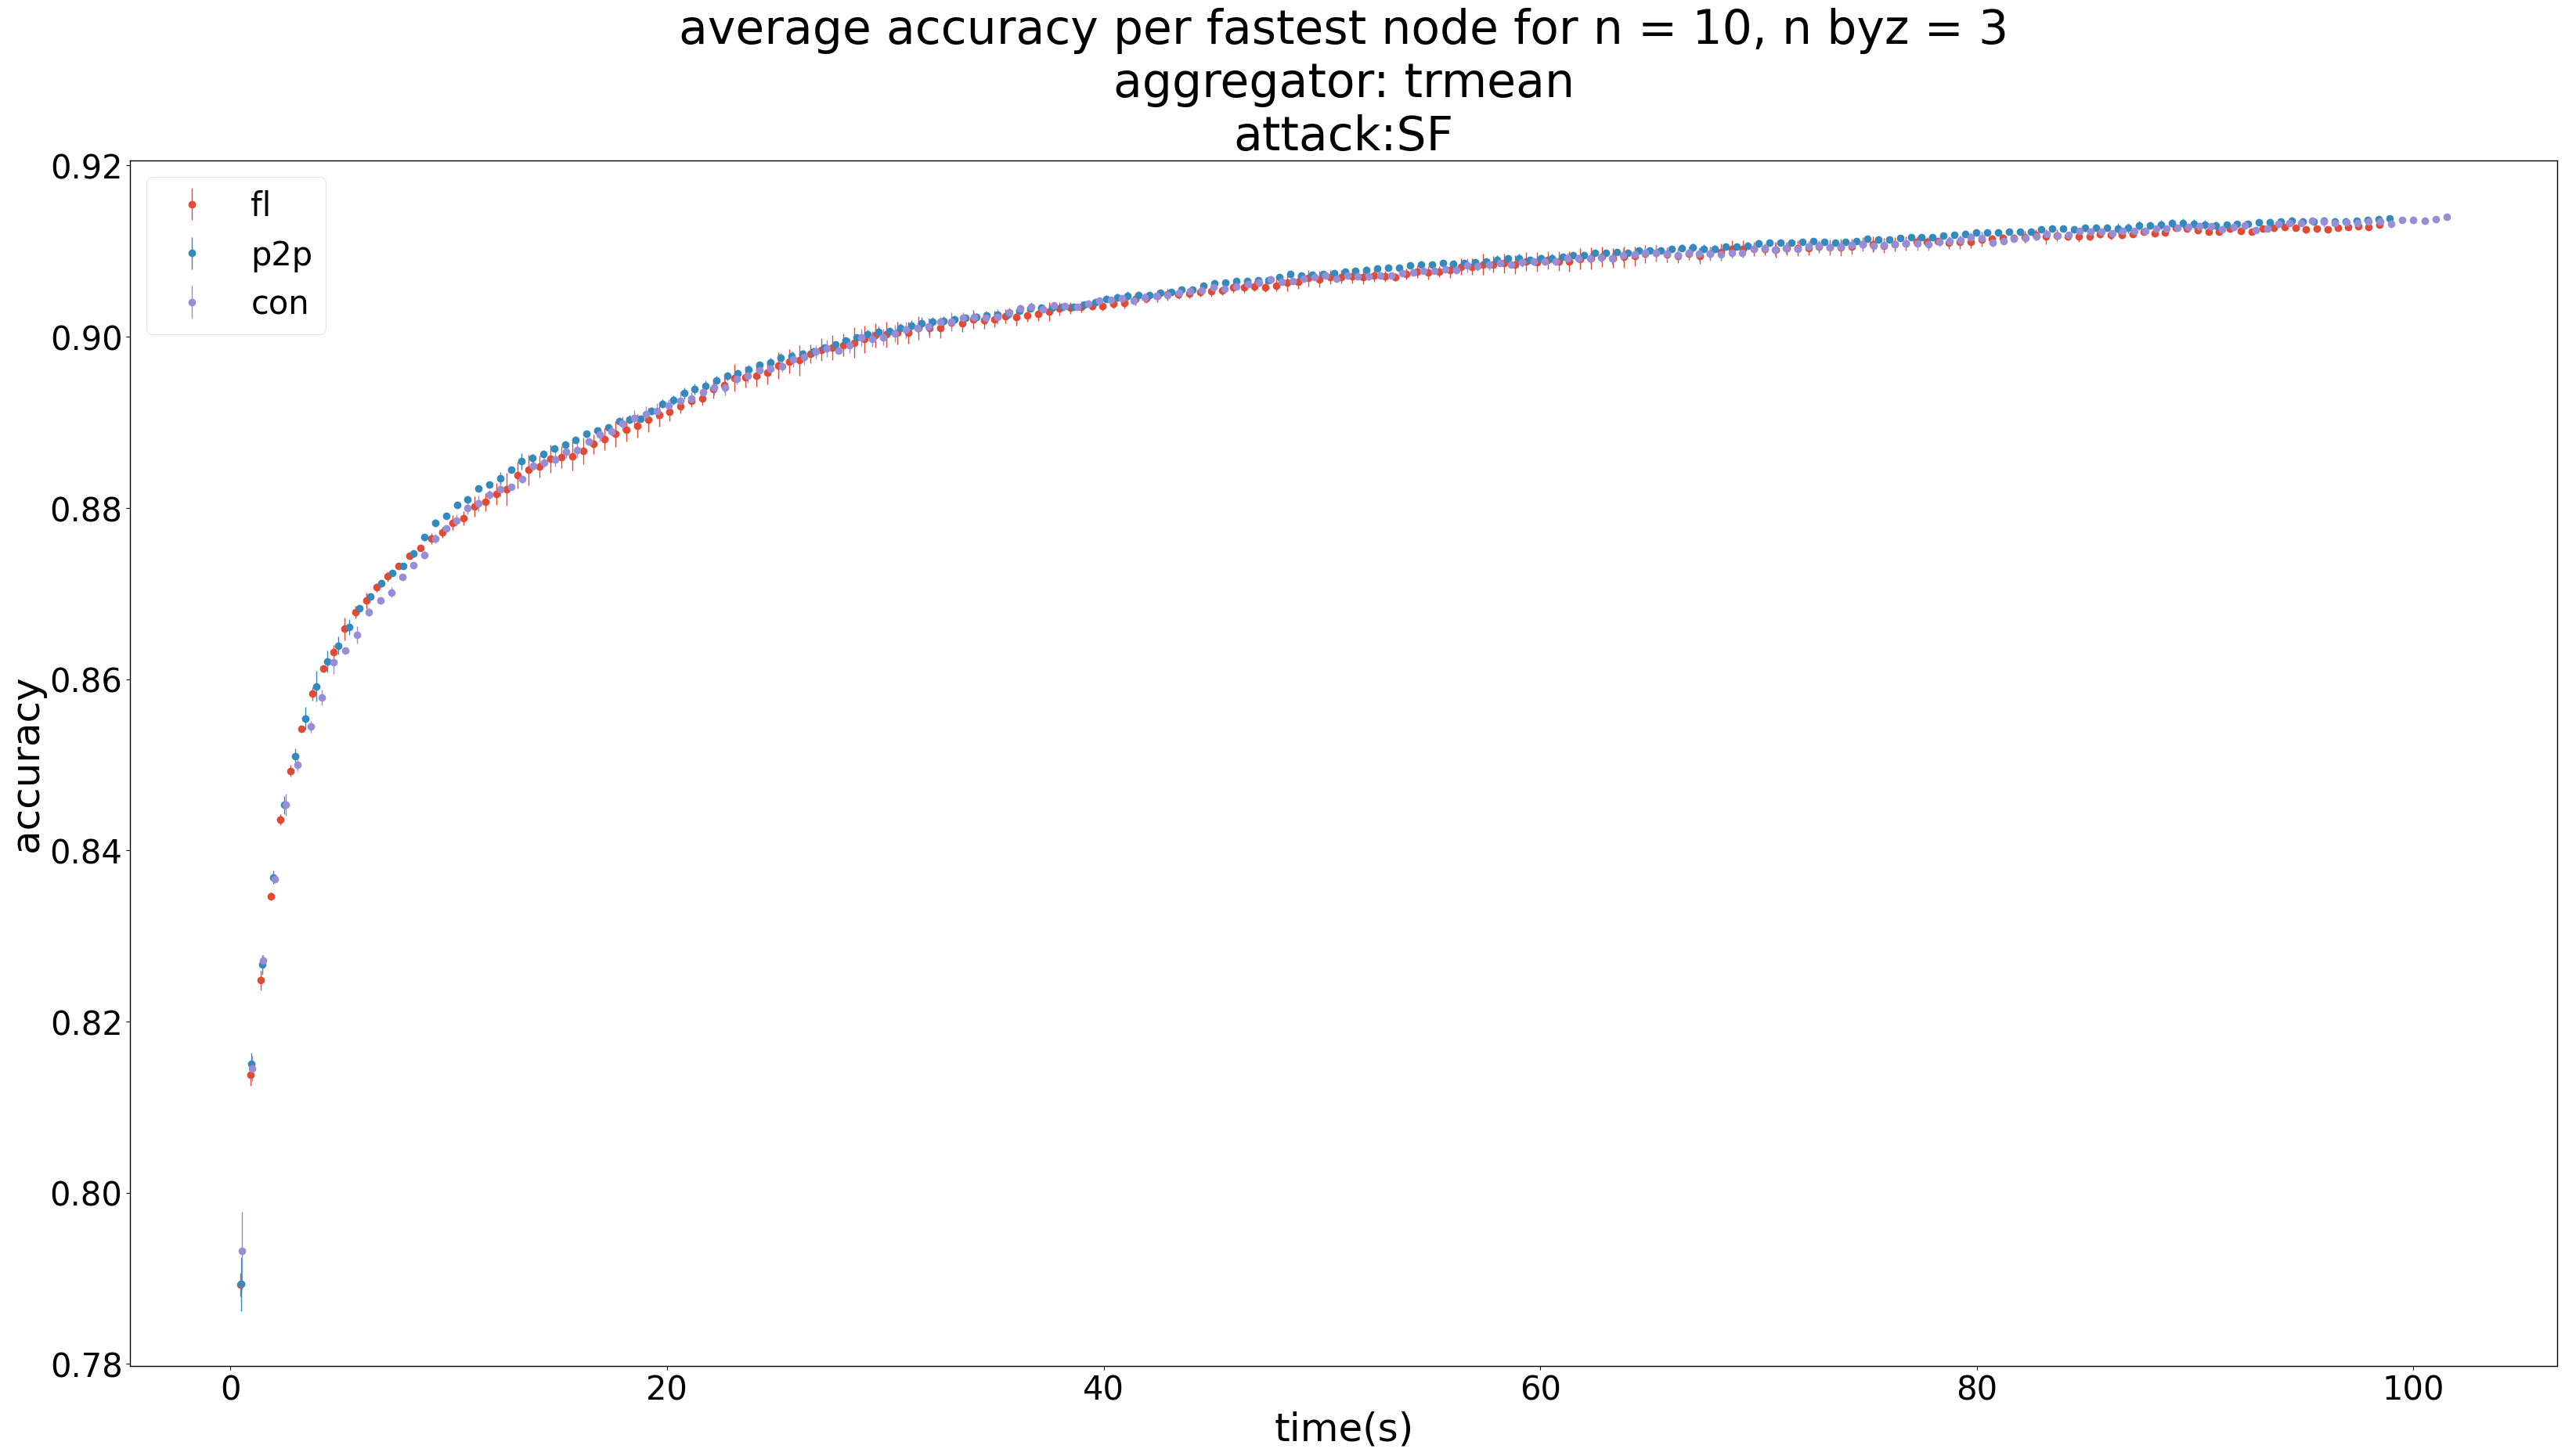 average accuracy per fastest node for n = 10, n byz = 3
aggregator: trmean
attack:SF
0.92
0.90
0.88
0.86
0.84
0.82
0.80
0.78
accuracy
fl
p2p
con
0
20
40
60
80
100
time(s)